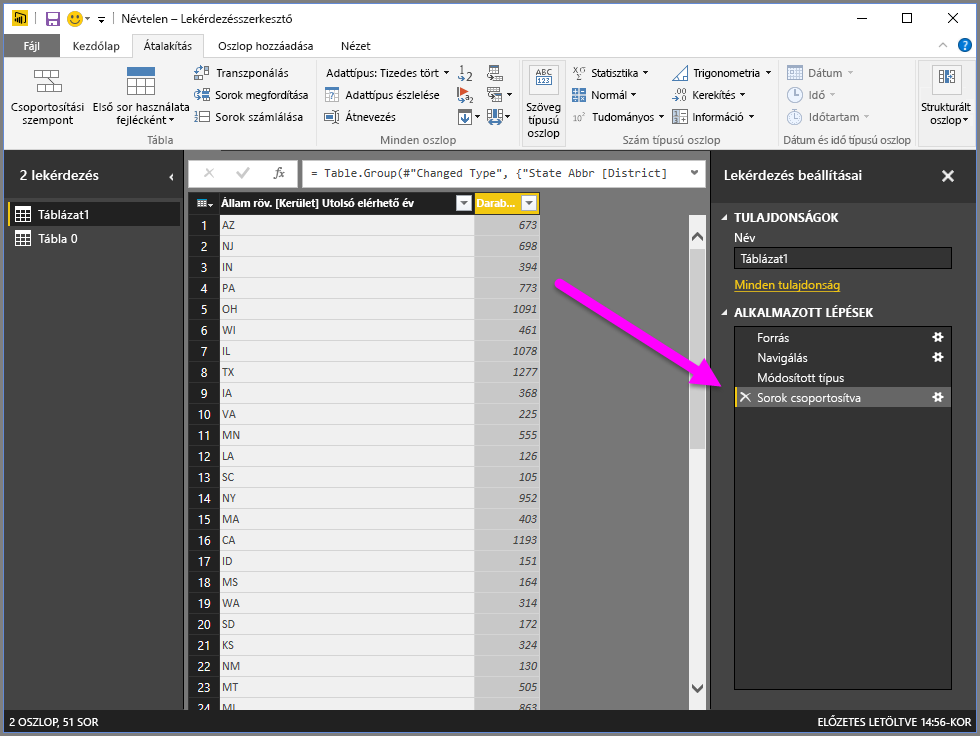 Névtelen – Lekérdezésszerkesztő
Fájl Kezdőlap Átalakítás Oszlop hozzáadása Nézet
Csoportosítási szempont
Első sor használata fejlécként
Transzponálás
Sorok megfordítása
Sorok számlálása
Tábla
Adattípus: Tizedes tört
Adattípus észlelése
Átnevezés
Minden oszlop
Szöveg típusú oszlop
Statisztika
Normál
Tudományos
Trigonometria
Kerekítés
Információ
Szám típusú oszlop
Dátum
Idő
Időtartam
Dátum és idő típusú oszlop
Strukturált oszlop
2 lekérdezés
Táblázat1
Tábla 0
= Table.Group(#"Changed Type", {"State Abbr [District]
Állam röv. [Kerület] Utolsó elérhető év Darab...
1 AZ 673
2 NJ 698
3 IN 394
4 PA 773
5 OH 1091
6 WI 461
7 IL 1078
8 TX 1277
9 IA 368
10 VA 225
11 MN 555
12 LA 126
13 SC 105
14 NY 952
15 MA 403
16 CA 1193
17 ID 151
18 MS 164
19 WA 314
20 SD 172
21 KS 324
22 NM 130
23 MT 505
24 MI 863
Lekérdezés beállításai
TULAJDONSÁGOK
Név
Táblázat1
Minden tulajdonság
ALKALMAZOTT LÉPÉSEK
Forrás
Navigálás
Módosított típus
Sorok csoportosítva
2 OSZLOP, 51 SOR
ELŐZETES LETÖLTVE 14:56-KOR